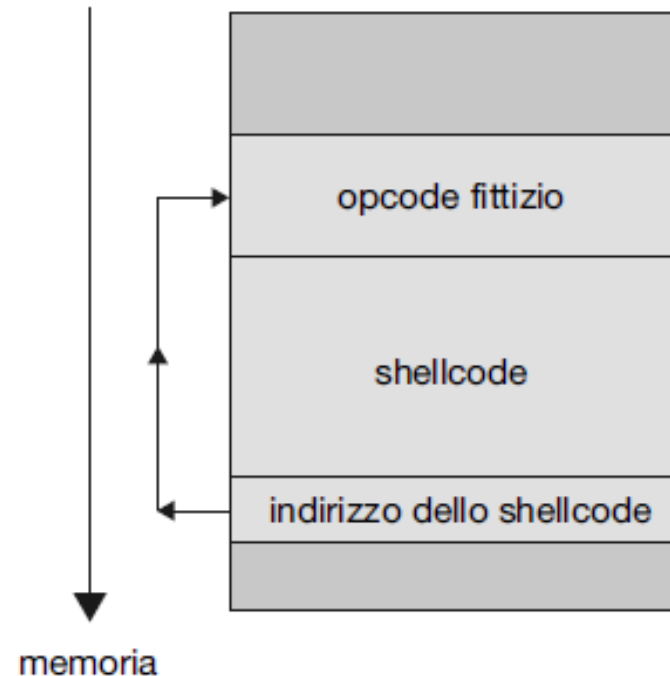 opcode fittizio
shellcode
indirizzo dello shellcode
memoria